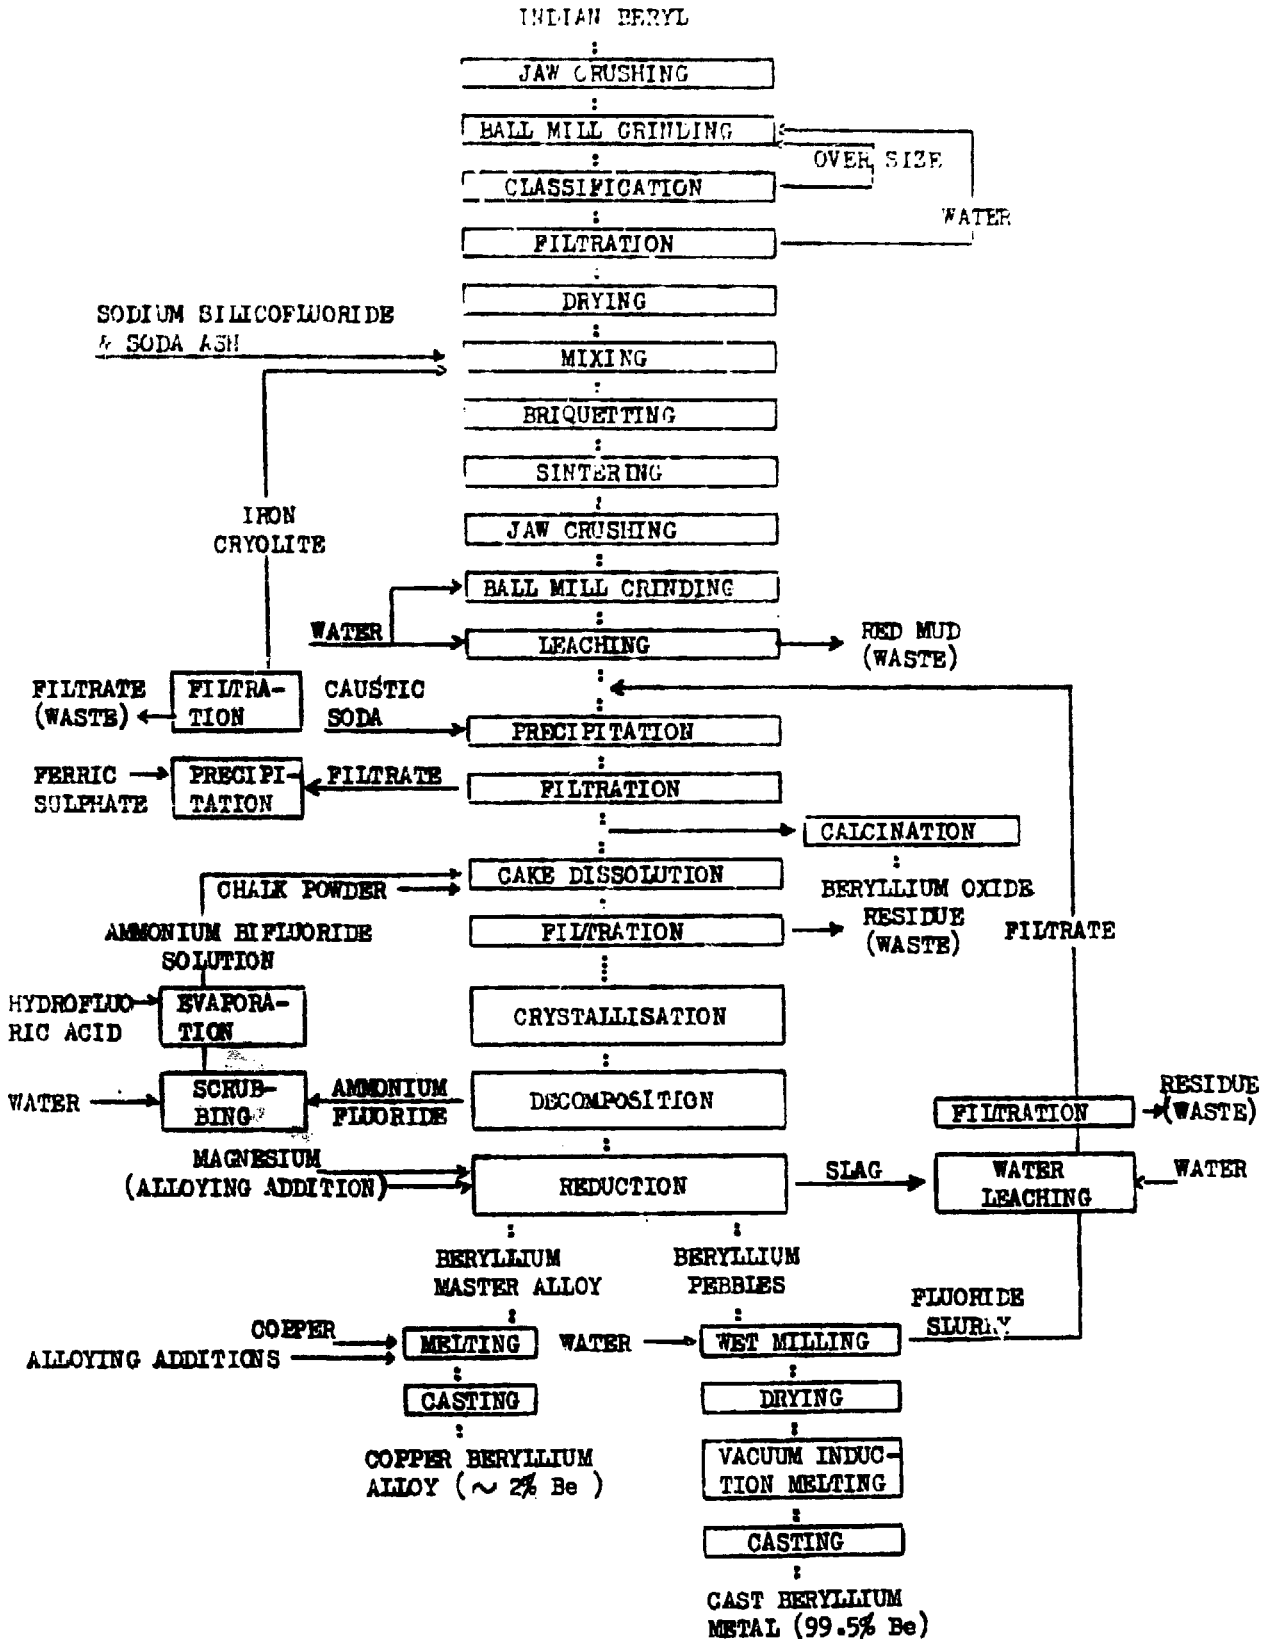 INDIAN BERYL
JAW CRUSHING
BALL MILL GRINDING
OVER SIZE
CLASSIFICATION
WATER
FILTRATION
DRYING
SODIUM SILICOFLUORIDE
& SODA ASH
MIXING
BRIQUETTING
SINTERING
IRON
CRYOLITE
JAW CRUSHING
BALL MILL GRINDING
WATER
LEACHING
RED MUD
(WASTE)
FILTRATE
(WASTE)
FILTRA-
TION
CAUSTIC
SODA
PRECIPITATION
FERRIC
SULPHATE
PRECIPI-
TATION
FILTRATE
FILTRATION
CALCINATION
CHALK POWDER
CAKE DISSOLUTION
BERYLLIUM OXIDE
RESIDUE
(WASTE)
FILTRATE
AMMONIUM BIFLUORIDE
SOLUTION
FILTRATION
HYDROFLUO
RIC ACID
EVAPORA-
TION
CRYSTALLISATION
WATER
SCRUB-
BING
AMMONIUM
FLUORIDE
DECOMPOSITION
FILTRATION
RESIDUE
(WASTE)
MAGNESIUM
(ALLOYING ADDITION)
REDUCTION
SLAG
WATER
LEACHING
WATER
BERYLLIUM
MASTER ALLOY
BERYLLIUM
PEBBLES
FLUORIDE
SLURRY
COPPER
ALLOYING ADDITIONS
MELTING
WATER
WET MILLING
CASTING
DRYING
COPPER BERYLLIUM
ALLOY (~ 2% Be )
VACUUM INDUC-
TION MELTING
CASTING
CAST BERYLLIUM
METAL (99.5% Be)